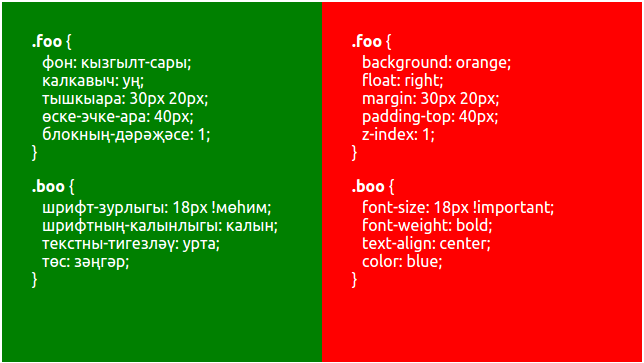 .foo {
фон: кызгылт-сары;
калкавыч: уң;
тышкыара: 30px 20px;
өске-эчке-ара: 40px;
блокның-дәрәҗәсе: 1;
}
.boo {
шрифт-зурлыгы: 18px !мөһим;
шрифтның-калынлыгы: калын;
текстны-тигезләү: урта;
төс: зәңгәр;
}
.foo {
background: orange;
float: right;
margin: 30px 20px;
padding-top: 40px;
z-index: 1;
}
.boo {
font-size: 18px !important;
font-weight: bold;
text-align: center;
color: blue;
}